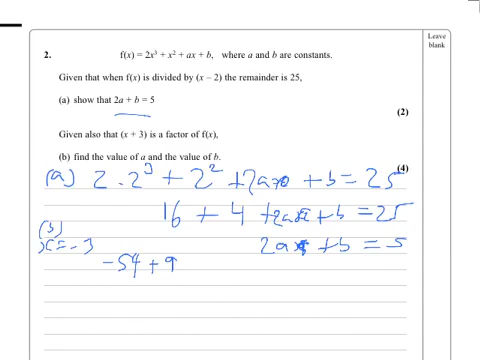 Leave
blank
2. f(x) = 2x³ + x² + ax + b, where a and b are constants.
Given that when f(x) is divided by (x – 2) the remainder is 25,
(a) show that 2a + b = 5
(2)
Given also that (x + 3) is a factor of f(x),
(b) find the value of a and the value of b.
(4)
(a) 2·2³ + 2² + 2a + b = 25
16 + 4 + 2a + b = 25
(b)
x = -3
2a + b = 5
-54 + 9